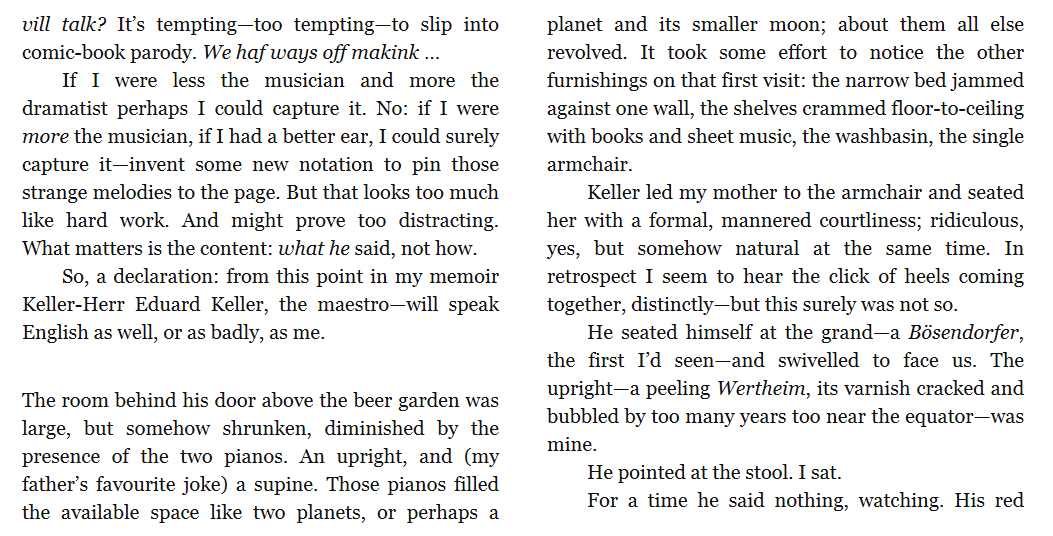 vill talk? It’s tempting—too tempting—to slip into
comic-book parody. We haf ways off makink ...
If I were less the musician and more the
dramatist perhaps I could capture it. No: if I were
more the musician, if I had a better ear, I could surely
capture it—invent some new notation to pin those
strange melodies to the page. But that looks too much
like hard work. And might prove too distracting.
What matters is the content: what he said, not how.
So, a declaration: from this point in my memoir
Keller-Herr Eduard Keller, the maestro—will speak
English as well, or as badly, as me.
The room behind his door above the beer garden was
large, but somehow shrunken, diminished by the
presence of the two pianos. An upright, and (my
father’s favourite joke) a supine. Those pianos filled
the available space like two planets, or perhaps a
planet and its smaller moon; about them all else
revolved. It took some effort to notice the other
furnishings on that first visit: the narrow bed jammed
against one wall, the shelves crammed floor-to-ceiling
with books and sheet music, the washbasin, the single
armchair.
Keller led my mother to the armchair and seated
her with a formal, mannered courtliness; ridiculous,
yes, but somehow natural at the same time. In
retrospect I seem to hear the click of heels coming
together, distinctly—but this surely was not so.
He seated himself at the grand—a Bösendorfer,
the first I’d seen—and swivelled to face us. The
upright—a peeling Wertheim, its varnish cracked and
bubbled by too many years too near the equator—was
mine.
He pointed at the stool. I sat.
For a time he said nothing, watching. His red